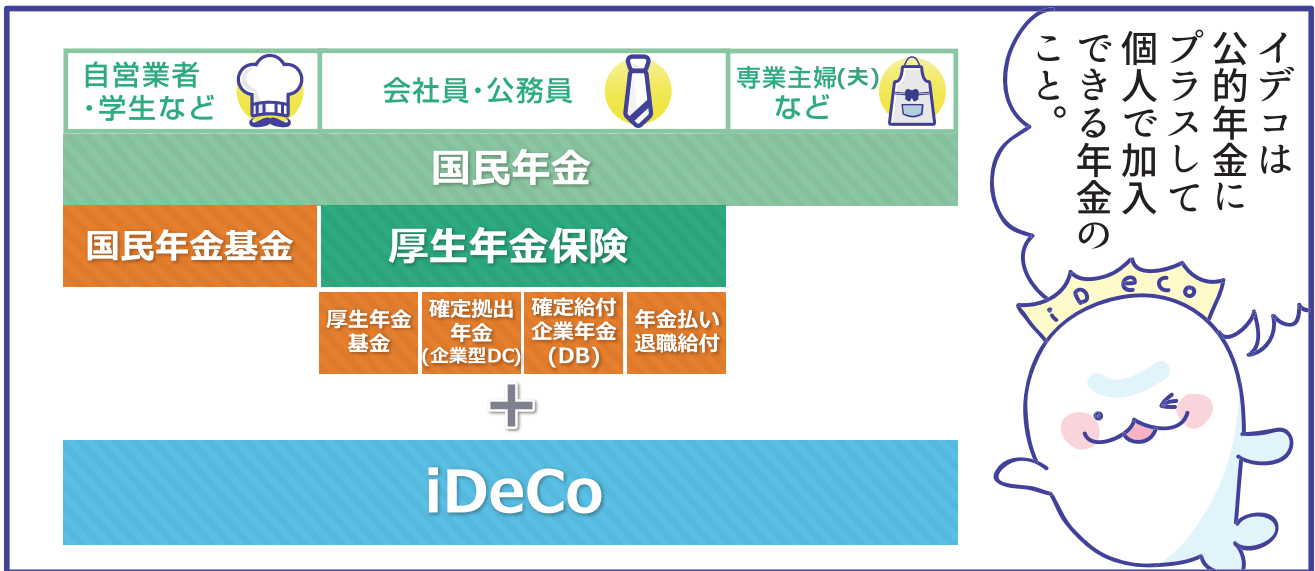 自営業者
・学生など
会社員・公務員
専業主婦(夫)
など
国民年金
国民年金基金
厚生年金保険
厚生年金
基金
確定拠出
年金
(企業型DC)
確定給付
企業年金
(DB)
年金払い
退職給付
+
iDeCo
イデコは
公的年金に
プラスして
個人で加入
できる年金の
こと。
iDeCo